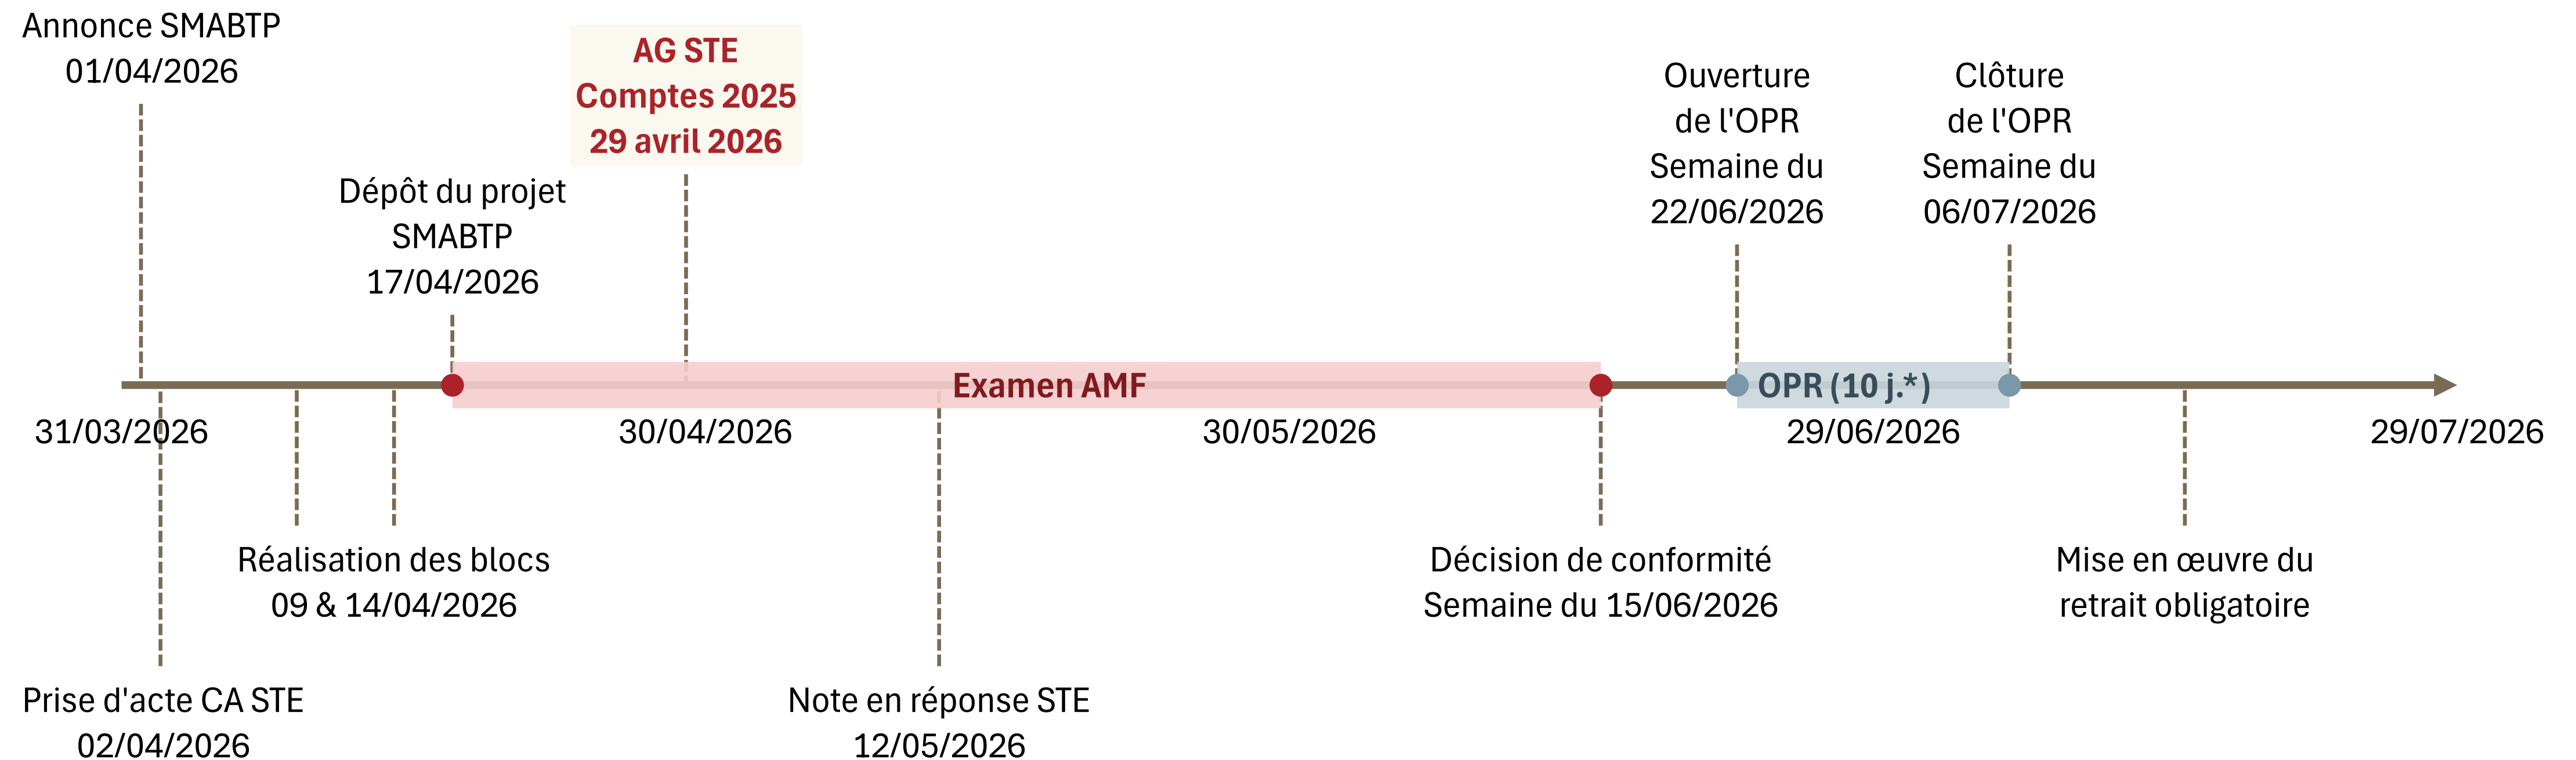 Annonce SMABTP
01/04/2026
AG STE
Comptes 2025
29 avril 2026
Dépôt du projet
SMABTP
17/04/2026
Ouverture
de l'OPR
Semaine du
22/06/2026
Clôture
de l'OPR
Semaine du
06/07/2026
Examen AMF
OPR (10 j.*)
31/03/2026
30/04/2026
30/05/2026
29/06/2026
29/07/2026
Réalisation des blocs
09 & 14/04/2026
Décision de conformité
Semaine du 15/06/2026
Mise en œuvre du
retrait obligatoire
Prise d'acte CA STE
02/04/2026
Note en réponse STE
12/05/2026